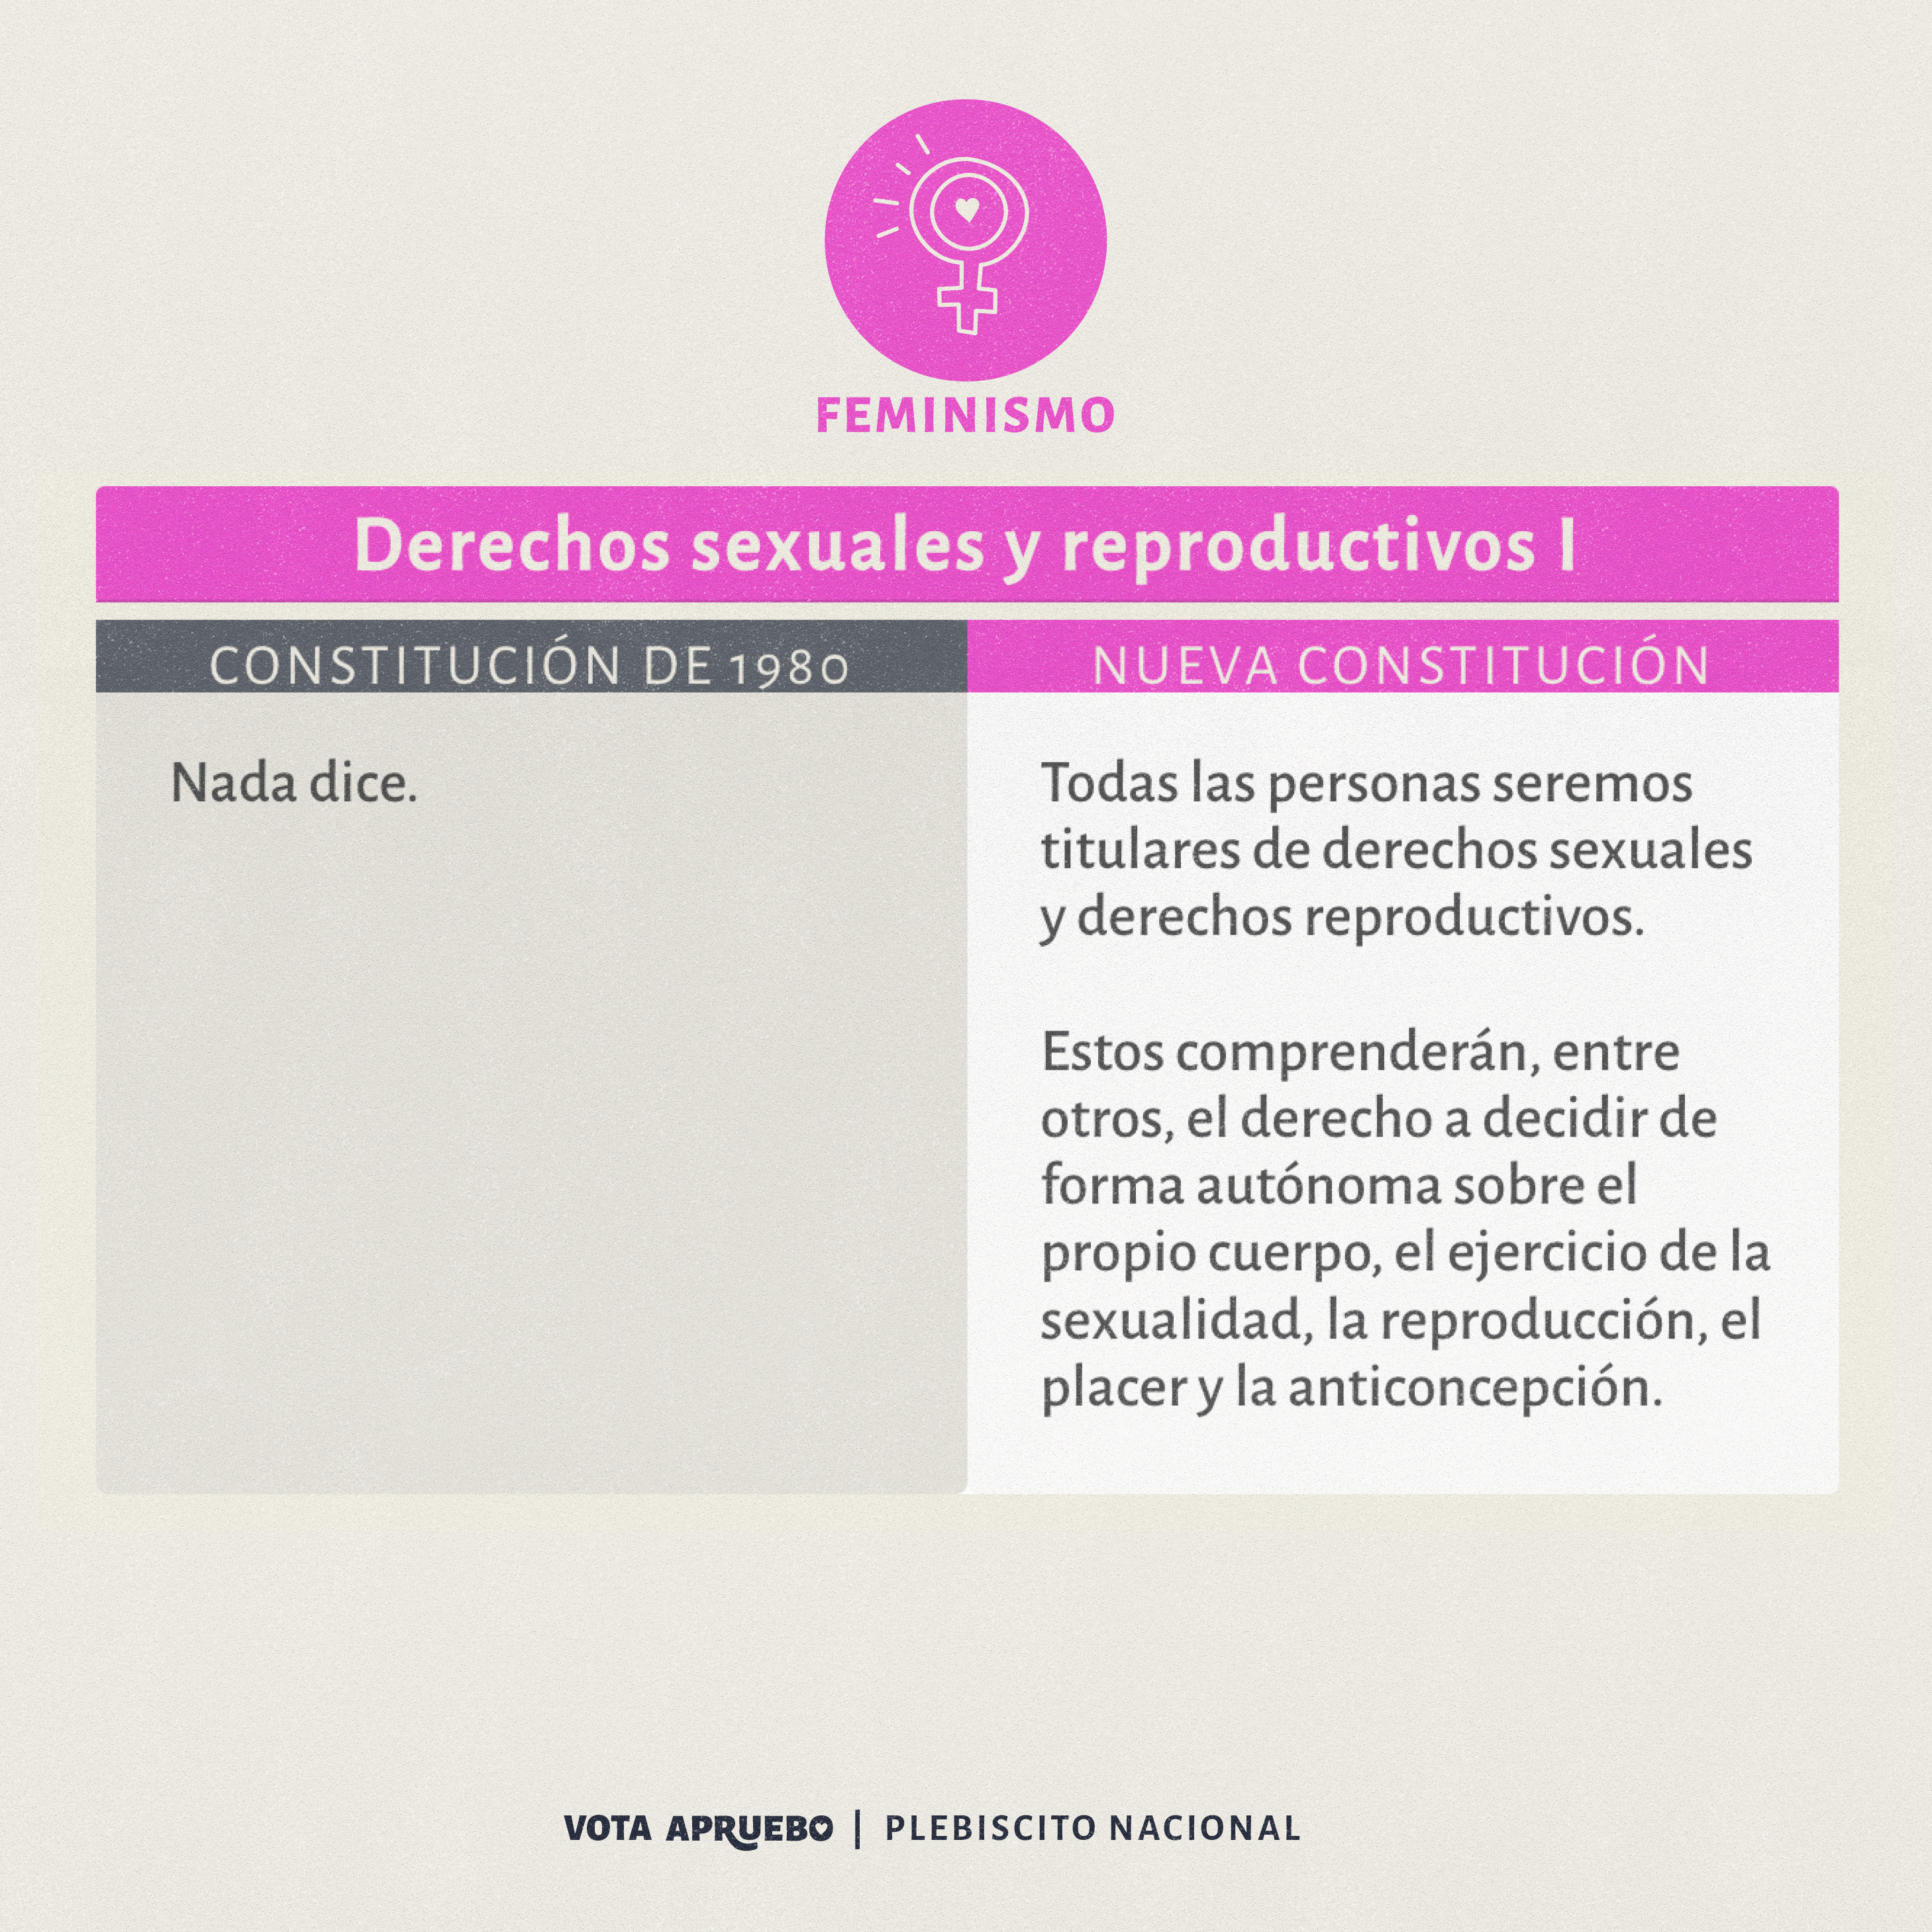 FEMINISMO
Derechos sexuales y reproductivos I
CONSTITUCIÓN DE 1980
Nada dice.
NUEVA CONSTITUCIÓN
Todas las personas seremos
titulares de derechos sexuales
y derechos reproductivos.
Estos comprenderán, entre
otros, el derecho a decidir de
forma autónoma sobre el
propio cuerpo, el ejercicio de la
sexualidad, la reproducción, el
placer y la anticoncepción.
VOTA APRUEBO | PLEBISCITO NACIONAL